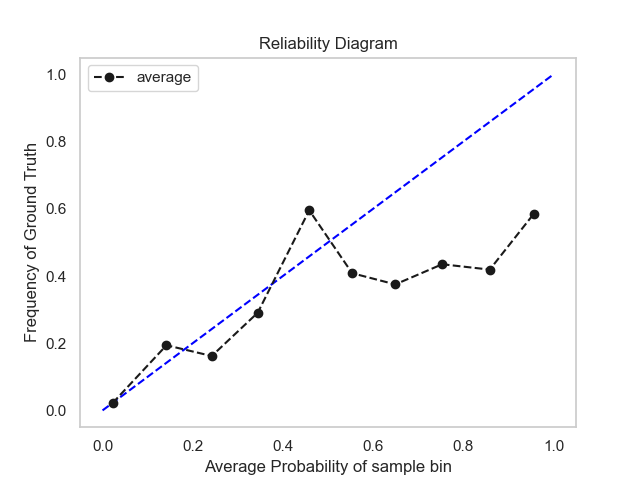 Reliability Diagram
average
Frequency of Ground Truth
1.0
0.8
0.6
0.4
0.2
0.0
0.0 0.2 0.4 0.6 0.8 1.0
Average Probability of sample bin